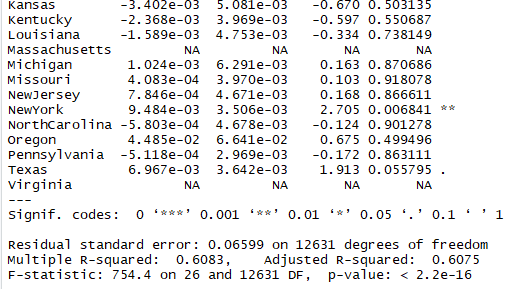 Kansas -3.402e-03 5.081e-03 -0.670 0.503135
Kentucky -2.368e-03 3.969e-03 -0.597 0.550687
Louisiana -1.589e-03 4.753e-03 -0.334 0.738149
Massachusetts NA NA NA NA
Michigan 1.024e-03 6.291e-03 0.163 0.870686
Missouri 4.083e-04 3.970e-03 0.103 0.918078
NewJersey 7.846e-04 4.671e-03 0.168 0.866611
NewYork 9.484e-03 3.506e-03 2.705 0.006841 **
NorthCarolina -5.803e-04 4.678e-03 -0.124 0.901278
Oregon 4.485e-02 6.641e-02 0.675 0.499496
Pennsylvania -5.118e-04 2.969e-03 -0.172 0.863111
Texas 6.967e-03 3.642e-03 1.913 0.055795 .
Virginia NA NA NA NA
---
Signif. codes: 0 ‘***’ 0.001 ‘**’ 0.01 ‘*’ 0.05 ‘.’ 0.1 ‘ ’ 1
Residual standard error: 0.06599 on 12631 degrees of freedom
Multiple R-squared: 0.6083, Adjusted R-squared: 0.6075
F-statistic: 754.4 on 26 and 12631 DF, p-value: < 2.2e-16